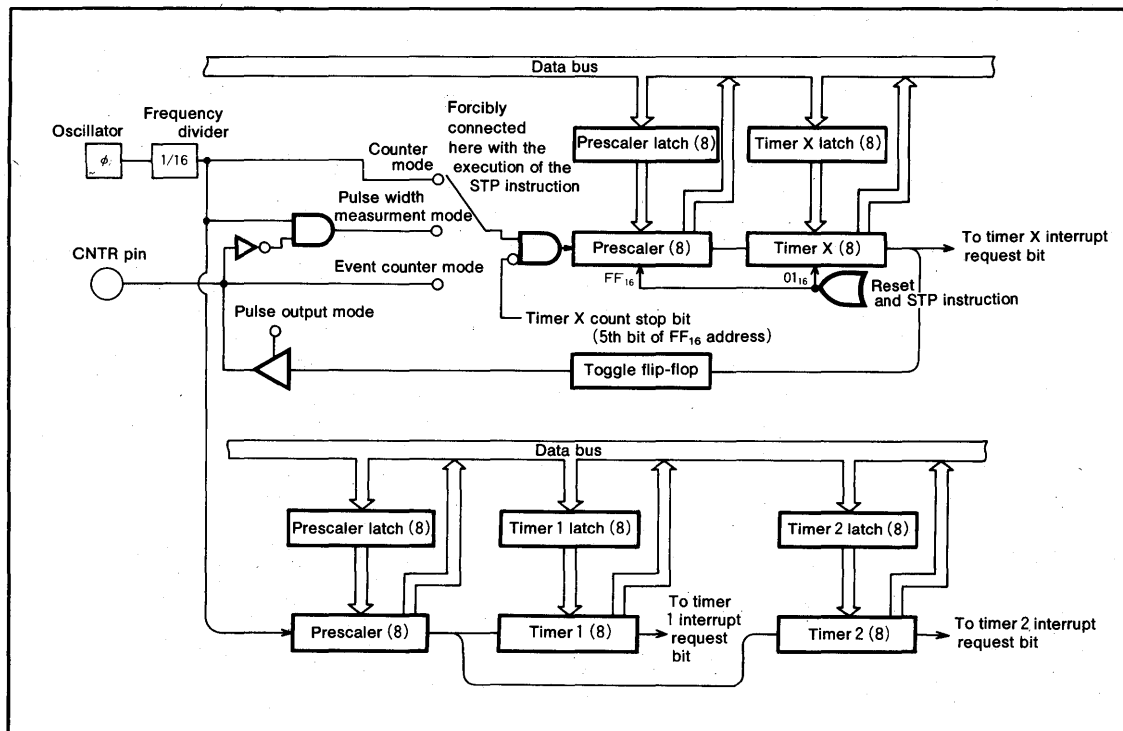 Data bus
Oscillator
φ
Frequency
divider
1/16
Forcibly
connected
here with the
execution of the
STP instruction
Counter
mode
Prescaler latch (8)
Timer X latch (8)
Pulse width
measurment mode
CNTR pin
Event counter mode
Prescaler (8)
Timer X (8)
To timer X interrupt
request bit
FF₁₆
01₁₆
Reset
and STP instruction
Pulse output mode
Timer X count stop bit
(5th bit of FF₁₆ address)
Toggle flip-flop
Data bus
Prescaler latch (8)
Timer 1 latch (8)
Timer 2 latch (8)
Prescaler (8)
Timer 1 (8)
To timer
1 interrupt
request
bit
Timer 2 (8)
To timer 2 interrupt
request bit